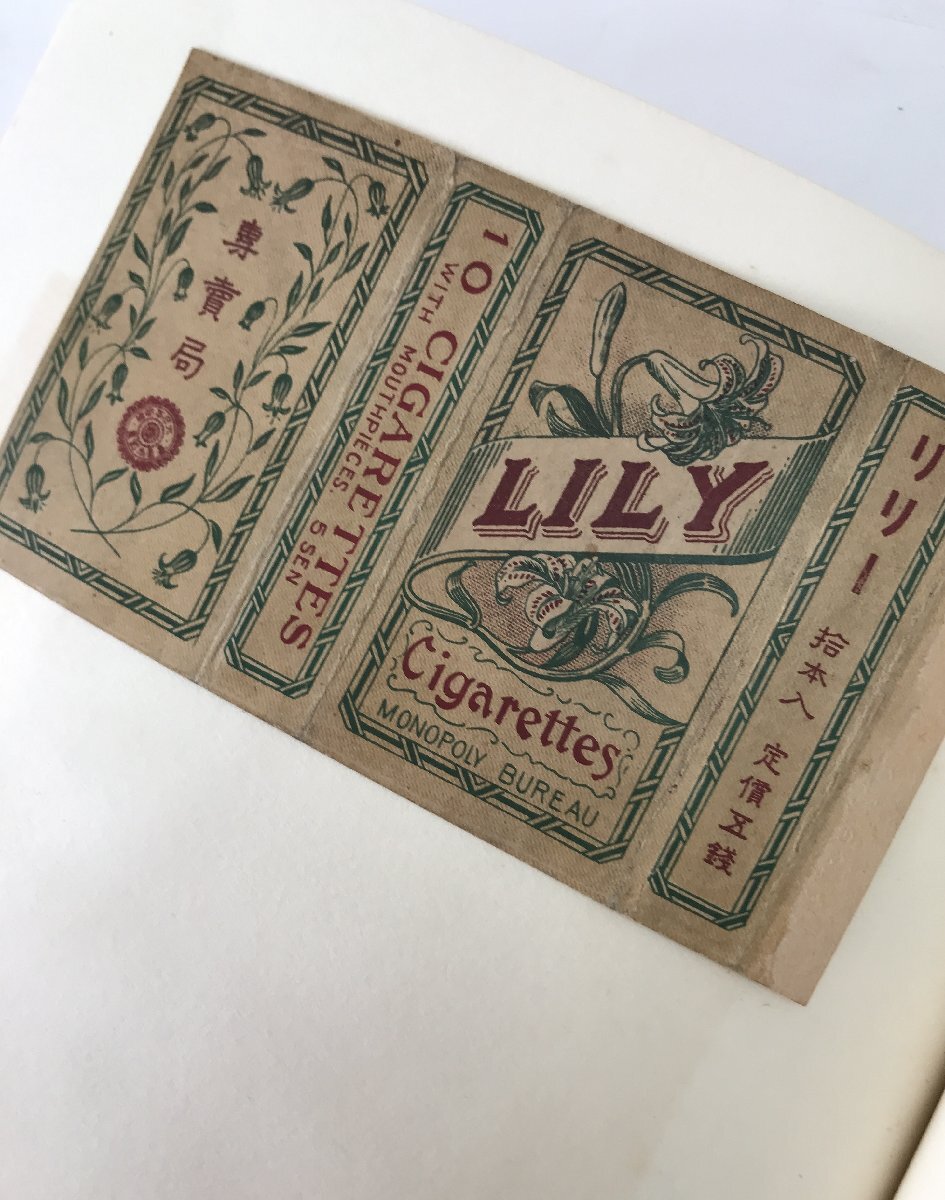 專賣局
10 CIGARETTES
WITH MOUTHPIECES. 5 SEN
LILY
Cigarettes
MONOPOLY BUREAU
リリー 拾本入 定價五錢